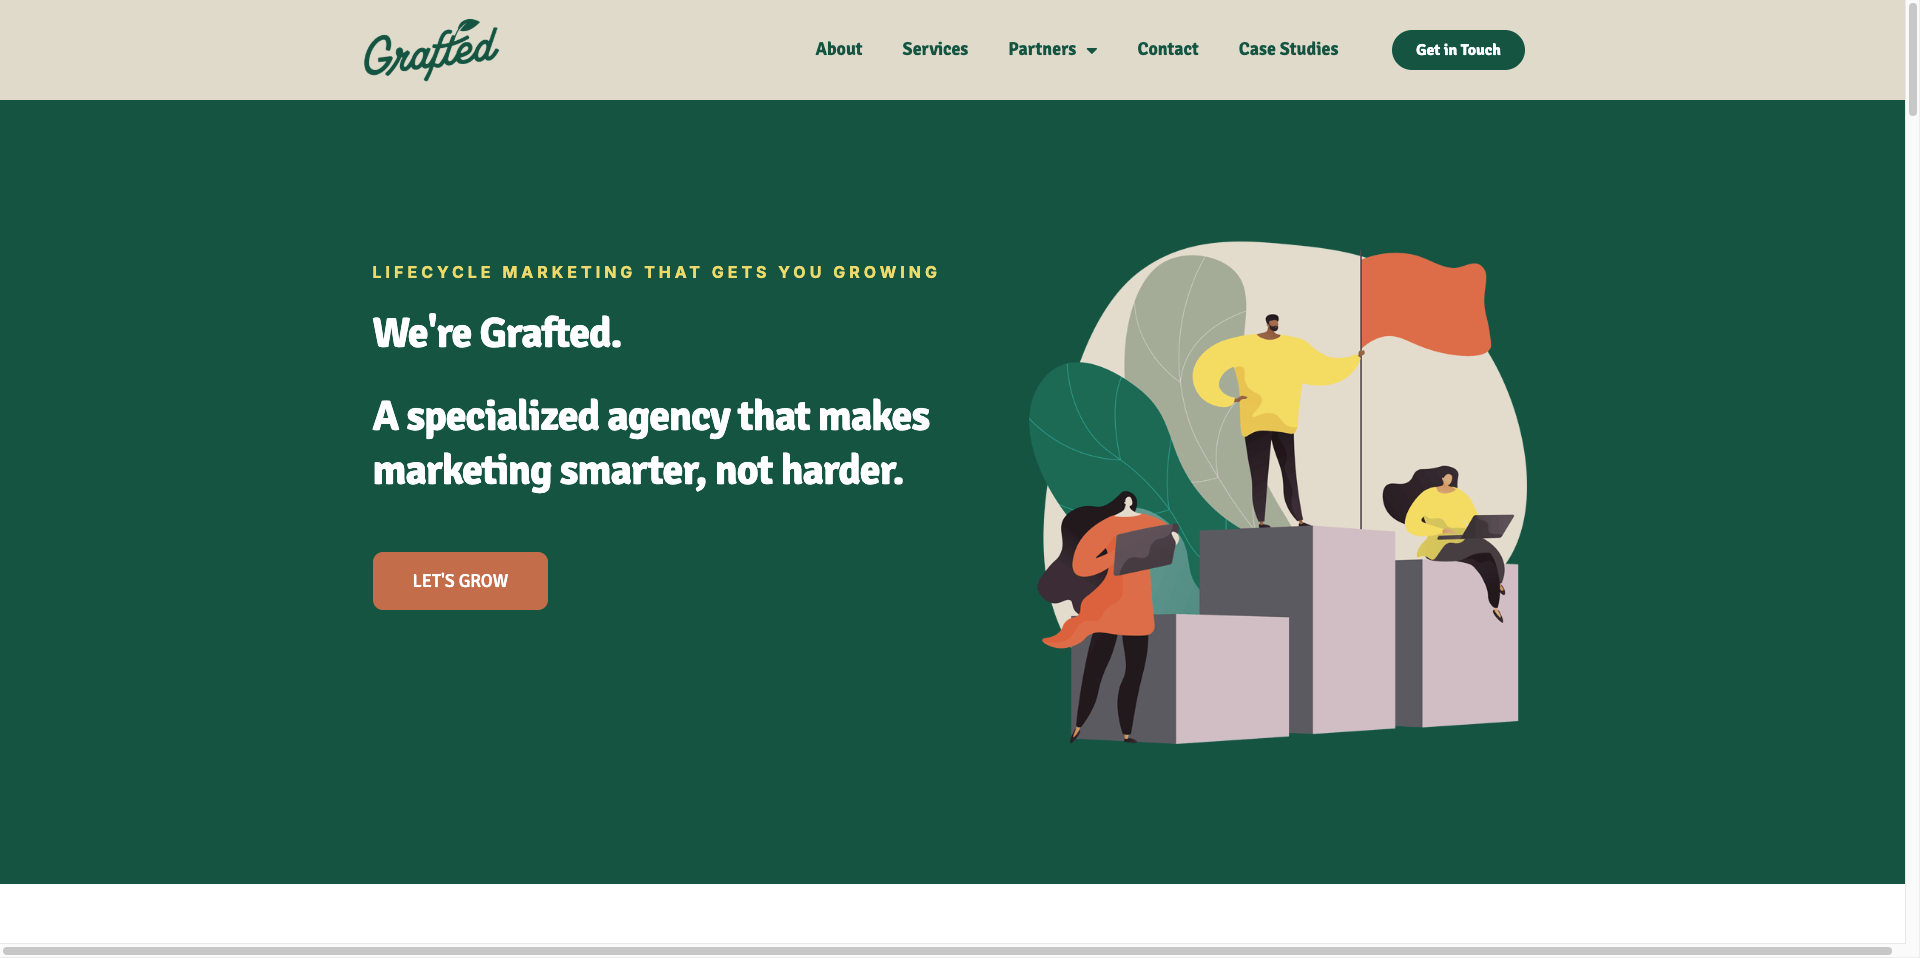 Grafted
About
Services
Partners
Contact
Case Studies
Get in Touch
LIFECYCLE MARKETING THAT GETS YOU GROWING
We're Grafted.
A specialized agency that makes
marketing smarter, not harder.
LET'S GROW